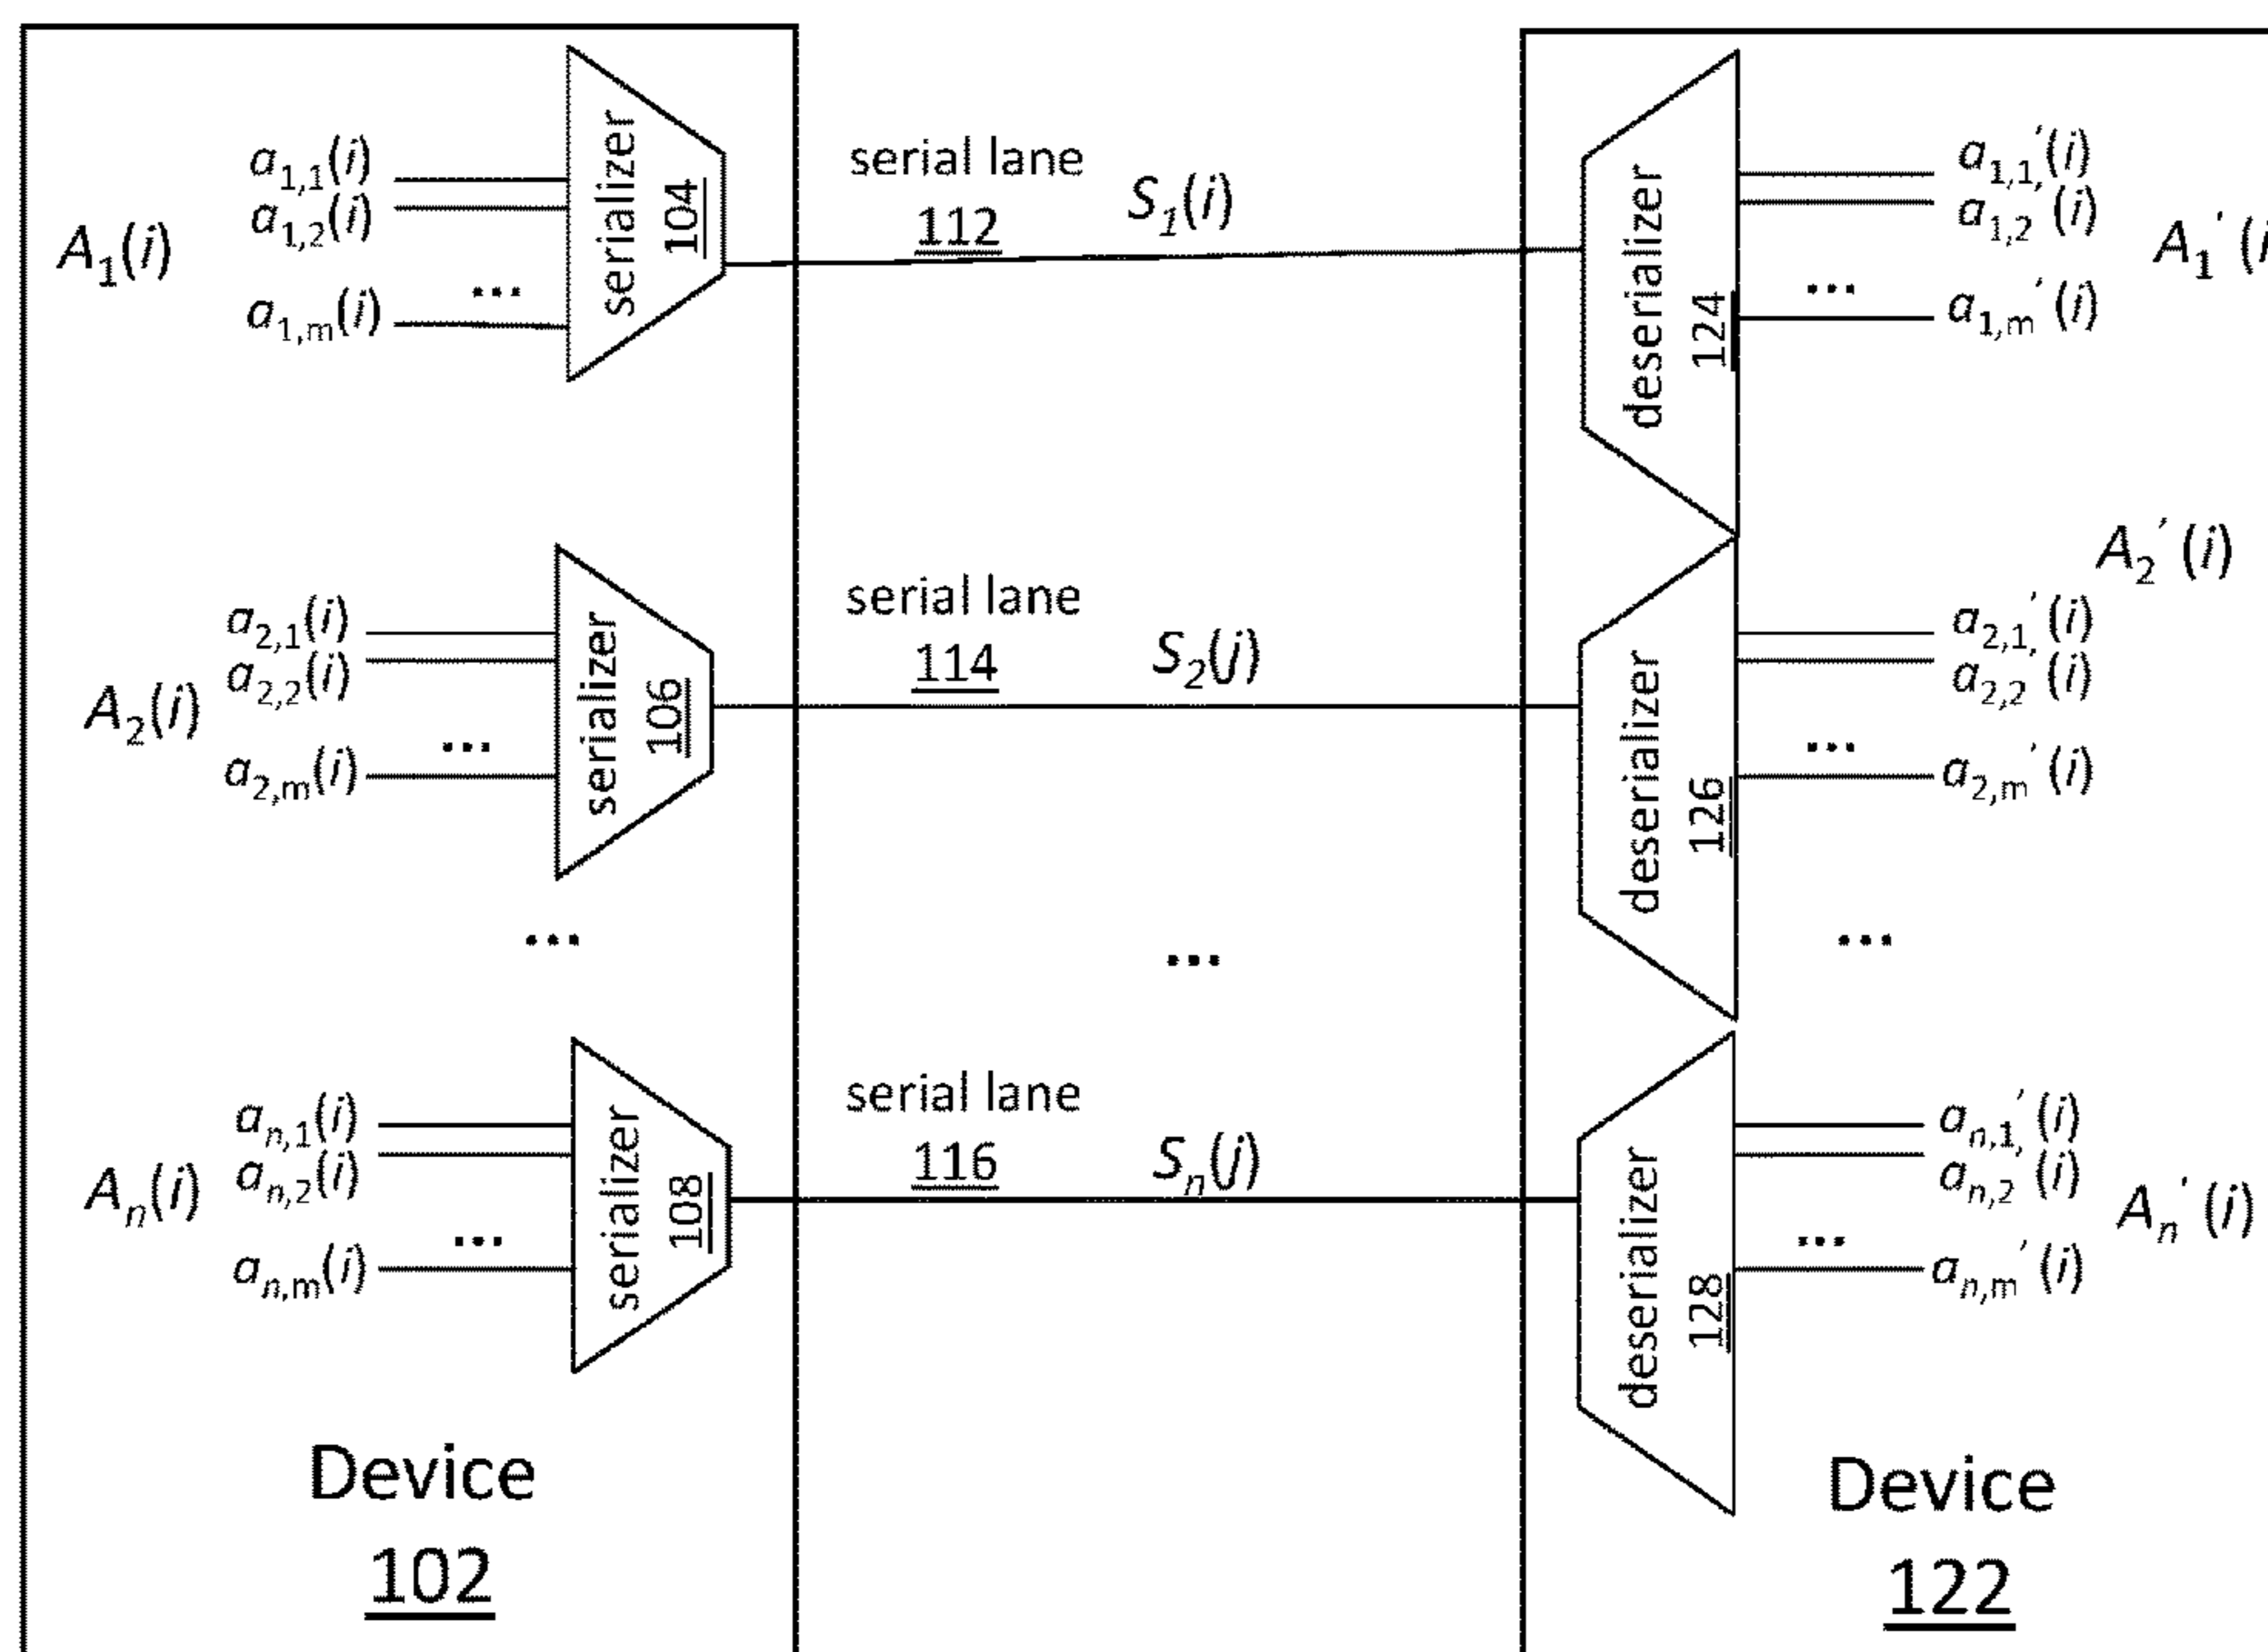 a1,1(i)
a1,2(i)
A1(i)
a1,m(i)
...
serializer
104
serial lane
112
S1(i)
deserializer
124
a1,1,'(i)
a1,2'(i)
...
a1,m'(i)
A1'(i
a2,1(i)
a2,2(i)
A2(i)
a2,m(i)
...
serializer
106
serial lane
114
S2(j)
deserializer
126
A2'(i)
a2,1,'(i)
a2,2'(i)
...
a2,m'(i)
...
...
...
an,1(i)
an,2(i)
An(i)
an,m(i)
...
serializer
108
serial lane
116
Sn(j)
deserializer
128
an,1,'(i)
an,2'(i)
...
an,m'(i)
An'(i)
Device
102
Device
122